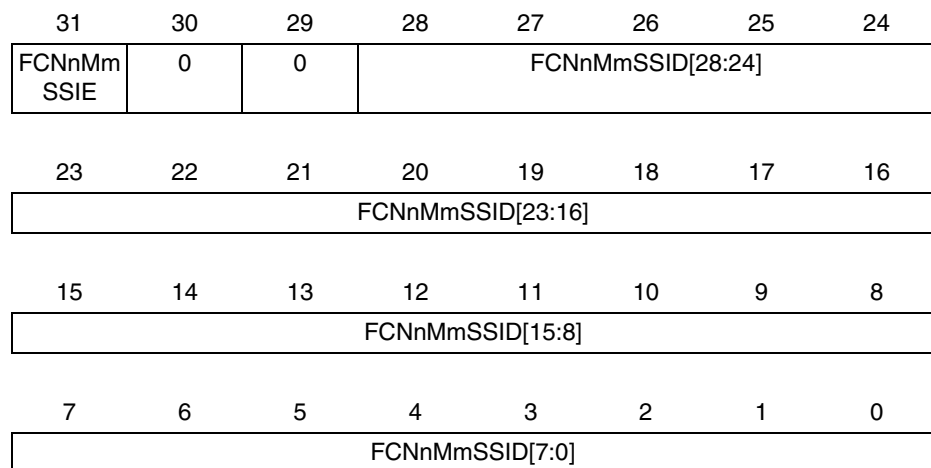 31 30 29 28 27 26 25 24
FCNnMm 0 0 FCNnMmSSID[28:24]
SSIE
23 22 21 20 19 18 17 16
FCNnMmSSID[23:16]
15 14 13 12 11 10 9 8
FCNnMmSSID[15:8]
7 6 5 4 3 2 1 0
FCNnMmSSID[7:0]